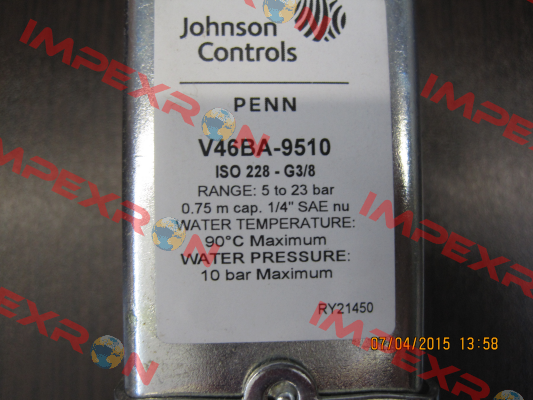 Johnson
Controls
PENN
V46BA-9510
ISO 228 - G3/8
RANGE: 5 to 23 bar
0.75 m cap. 1/4" SAE nu
WATER TEMPERATURE:
90°C Maximum
WATER PRESSURE:
10 bar Maximum
RY21450
07/04/2015 13:58
IMPEXRON
IMPEXRON
IMPEXRON
IMPEXRON
IMPEXRON